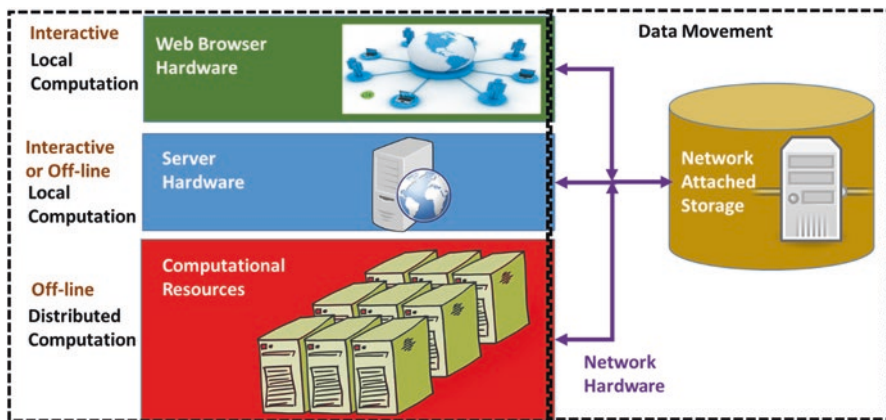 Interactive
Local
Computation
Web Browser
Hardware
Interactive
or Off-line
Local
Computation
Server
Hardware
Off-line
Distributed
Computation
Computational
Resources
Data Movement
Network
Attached
Storage
Network
Hardware